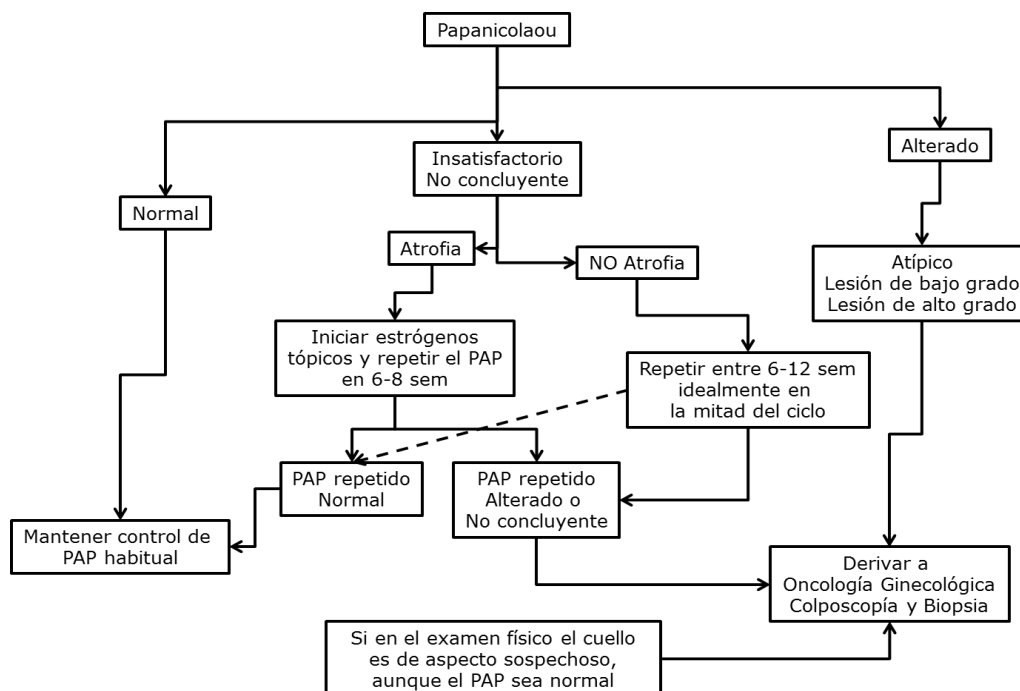 Papanicolaou
Alterado
Insatisfactorio
No concluyente
Normal
Atrofia
NO Atrofia
Atípico
Lesión de bajo grado
Lesión de alto grado
Iniciar estrógenos
tópicos y repetir el PAP
en 6-8 sem
Repetir entre 6-12 sem
idealmente en
la mitad del ciclo
PAP repetido
Normal
PAP repetido
Alterado o
No concluyente
Mantener control de
PAP habitual
Derivar a
Oncología Ginecológica
Colposcopía y Biopsia
Si en el examen físico el cuello
es de aspecto sospechoso,
aunque el PAP sea normal